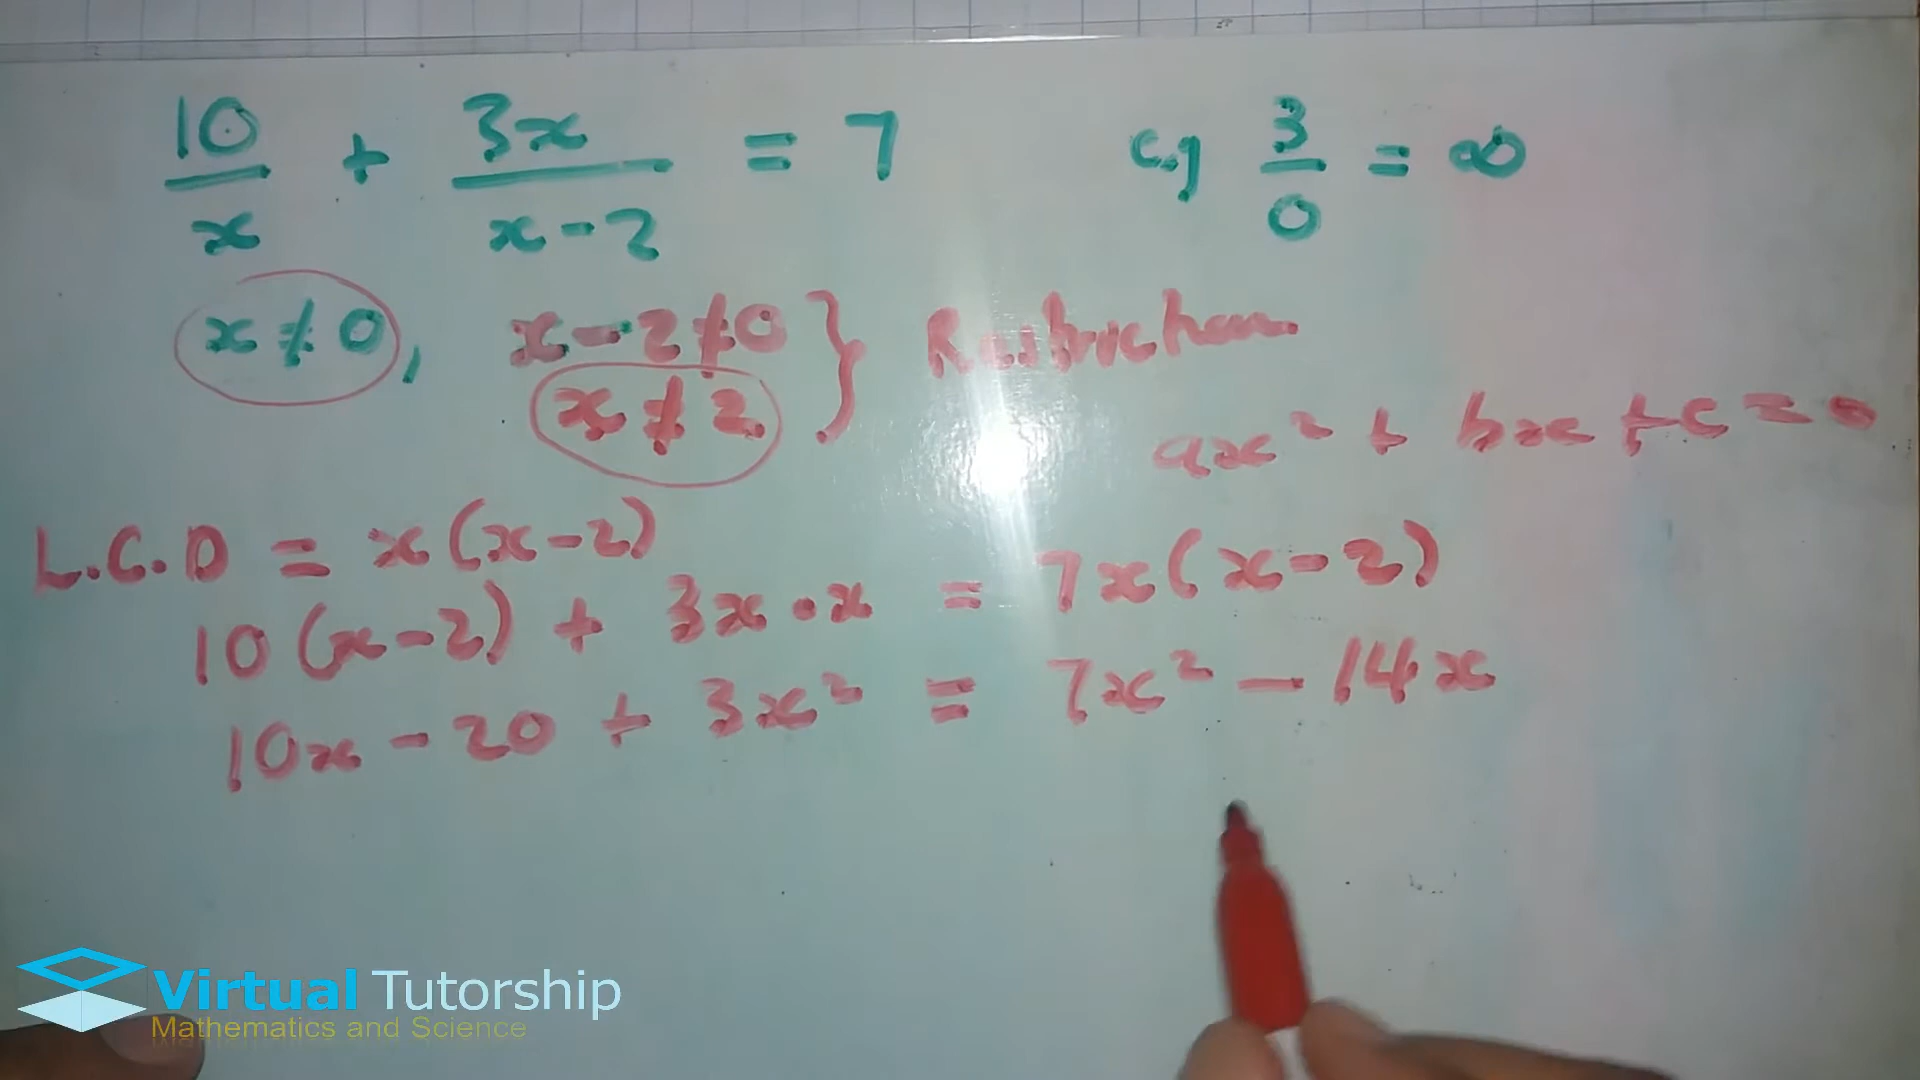 10/x + 3x/(x-2) = 7
e.g 3/0 = ∞
x ≠ 0, x - 2 ≠ 0 } Restriction
x ≠ 2
ax² + bx + c = 0
L.C.D = x(x-2)
10(x-2) + 3x • x = 7x(x-2)
10x - 20 + 3x² = 7x² - 14x
Virtual Tutorship
Mathematics and Science